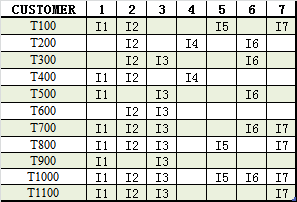 CUSTOMER 1 2 3 4 5 6 7
T100 I1 I2 I5 I7
T200 I2 I4 I6
T300 I2 I3 I6
T400 I1 I2 I4
T500 I1 I3 I6
T600 I2 I3
T700 I1 I2 I3 I6 I7
T800 I1 I2 I3 I5 I7
T900 I1 I3
T1000 I1 I2 I3 I5 I6 I7
T1100 I1 I2 I3 I7